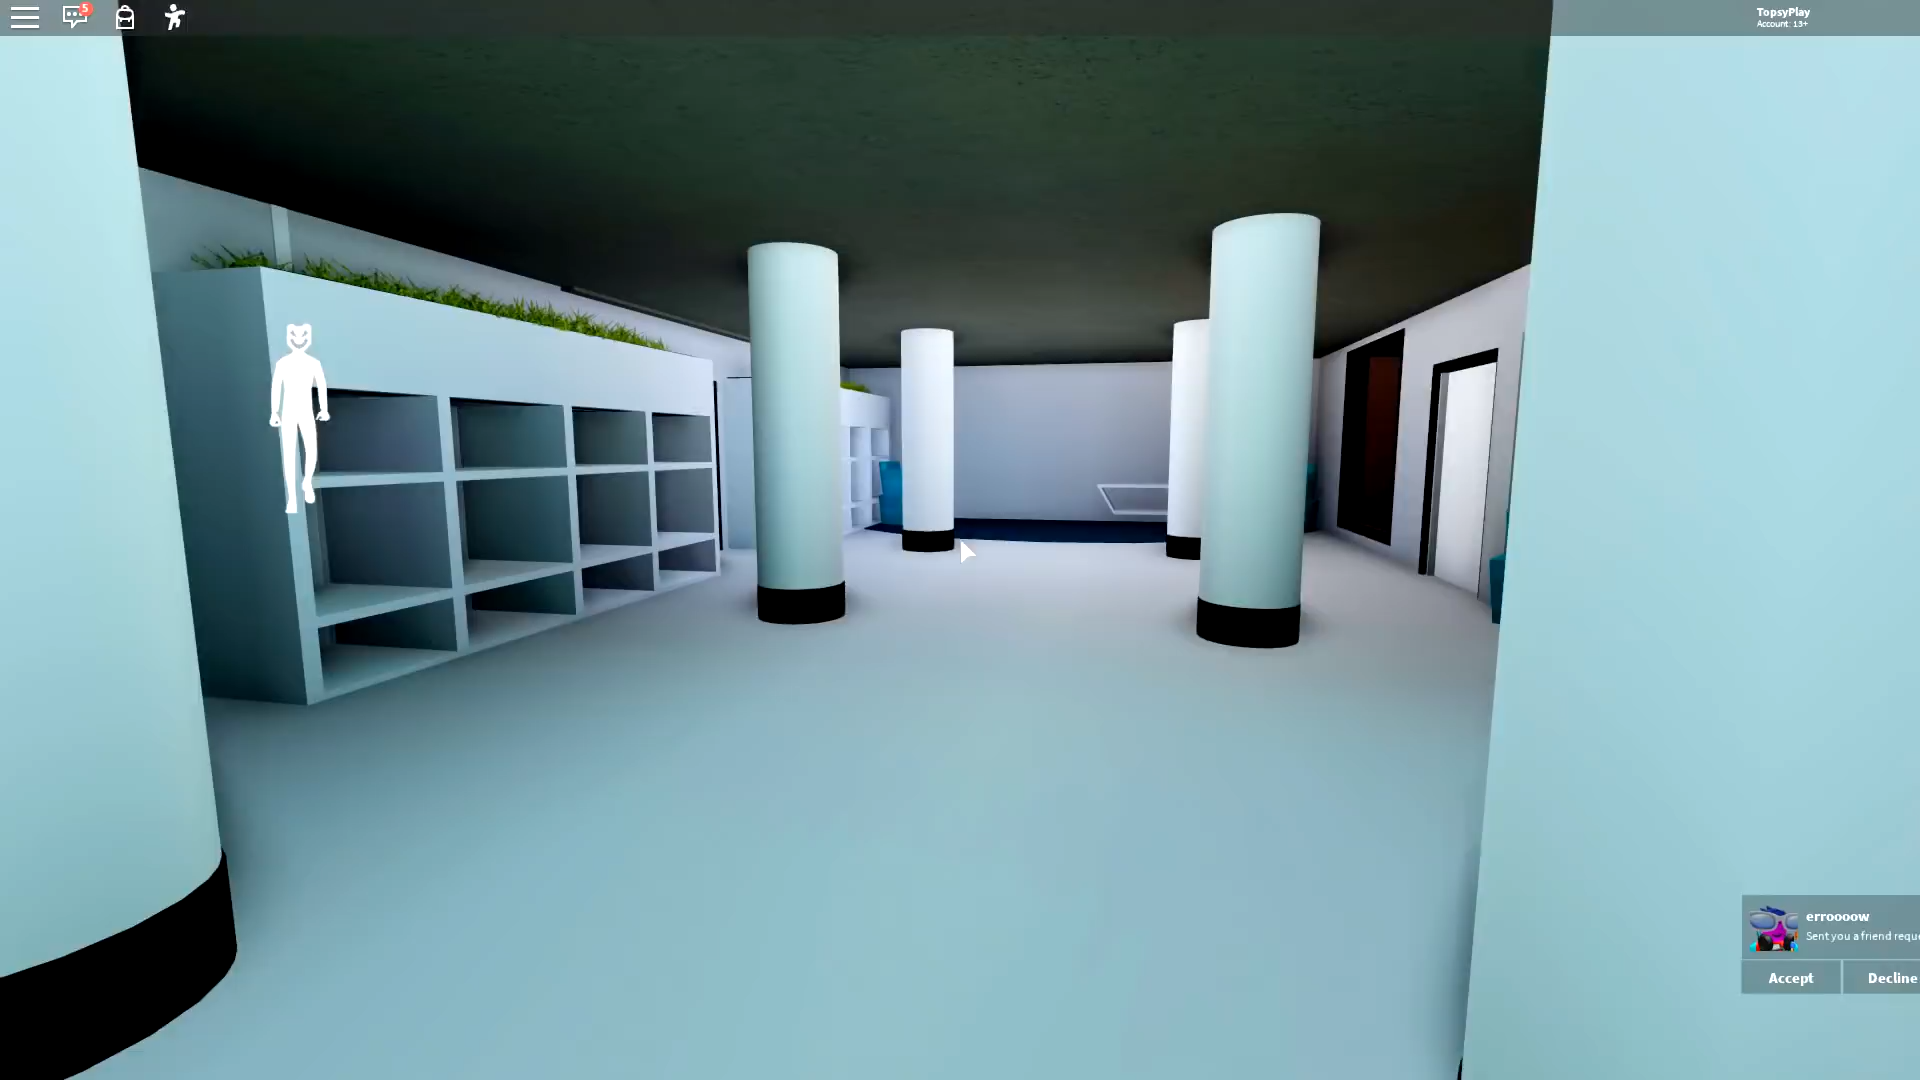 5
TopsyPlay
Account: 13+
erroooow
Sent you a friend reque
Accept
Decline